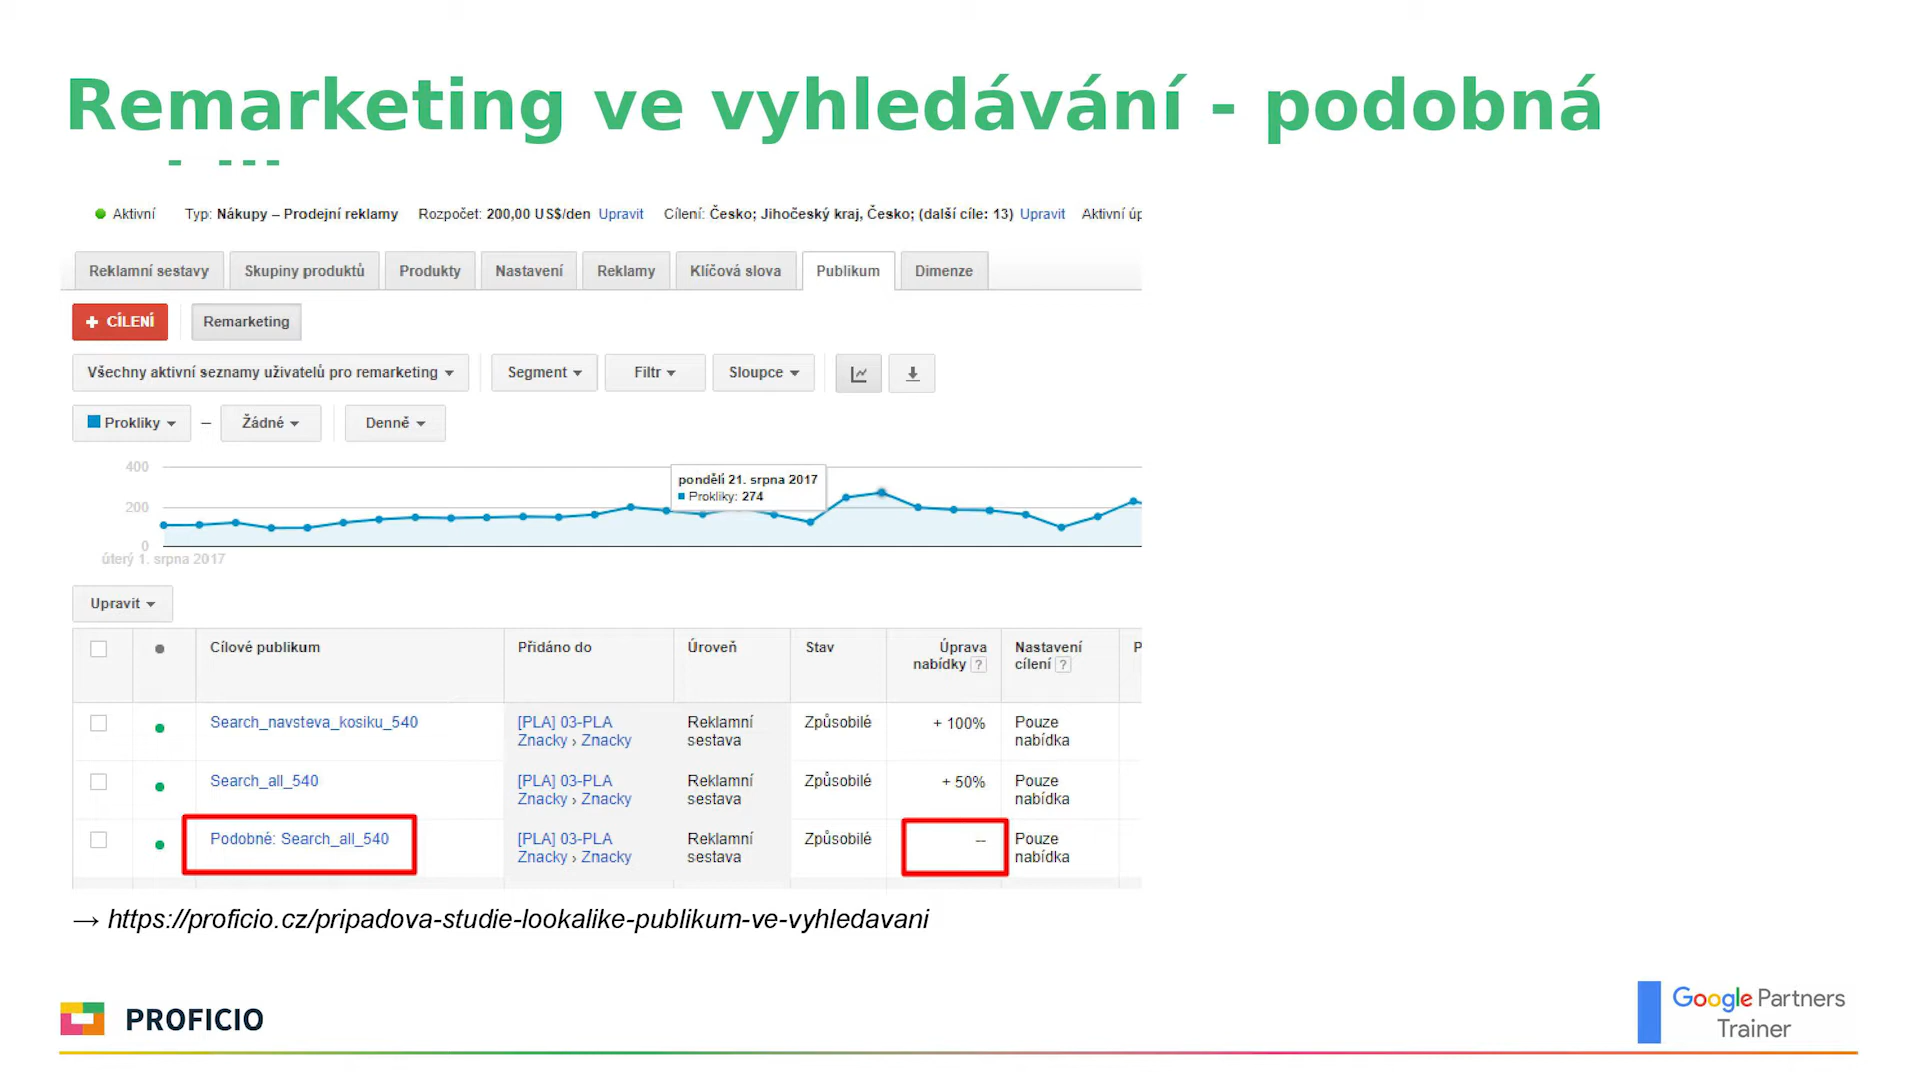 Remarketing ve vyhledávání - podobná
Aktivní Typ: Nákupy – Prodejní reklamy Rozpočet: 200,00 US$/den Upravit Cílení: Česko; Jihočeský kraj, Česko; (další cíle: 13) Upravit Aktivní úp
Reklamní sestavy Skupiny produktů Produkty Nastavení Reklamy Klíčová slova Publikum Dimenze
+ CÍLENÍ Remarketing
Všechny aktivní seznamy uživatelů pro remarketing Segment Filtr Sloupce
Prokliky – Žádné Denně
400
200
0
pondělí 21. srpna 2017
Prokliky: 274
úterý 1. srpna 2017
Upravit
Cílové publikum Přidáno do Úroveň Stav Úprava nabídky ? Nastavení cílení ? P
Search_navsteva_kosiku_540 [PLA] 03-PLA Znacky › Znacky Reklamní sestava Způsobilé + 100% Pouze nabídka
Search_all_540 [PLA] 03-PLA Znacky › Znacky Reklamní sestava Způsobilé + 50% Pouze nabídka
Podobné: Search_all_540 [PLA] 03-PLA Znacky › Znacky Reklamní sestava Způsobilé -- Pouze nabídka
→ https://proficio.cz/pripadova-studie-lookalike-publikum-ve-vyhledavani
PROFICIO
Google Partners
Trainer